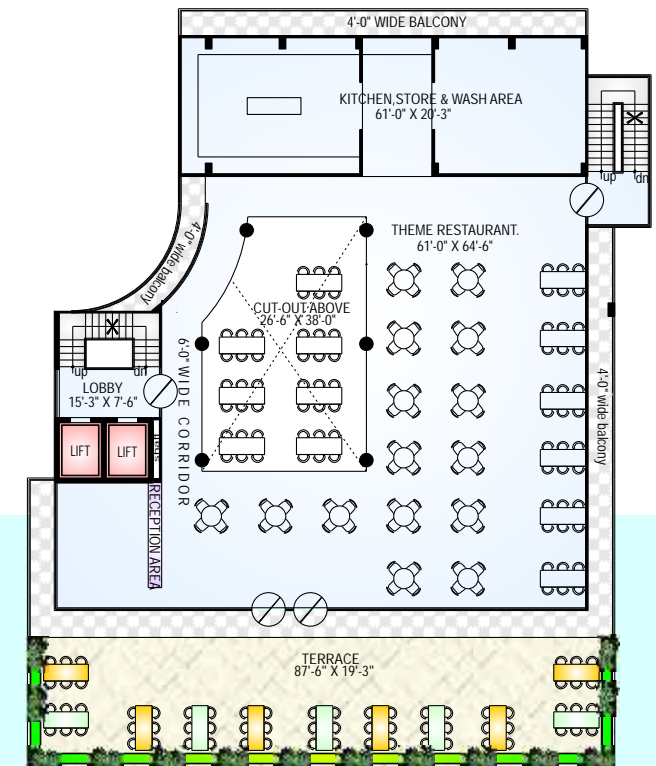 4'-0" WIDE BALCONY
KITCHEN,STORE & WASH AREA
61'-0" X 20'-3"
up
dn
THEME RESTAURANT.
61'-0" X 64'-6"
4'-0" wide balcony
CUT-OUT ABOVE
26'-6" X 38'-0"
up
dn
LOBBY
15'-3" X 7'-6"
6'-0" WIDE CORRIDOR
4'-0" wide balcony
LIFT
LIFT
RECEPTION AREA
TERRACE
87'-6" X 19'-3"